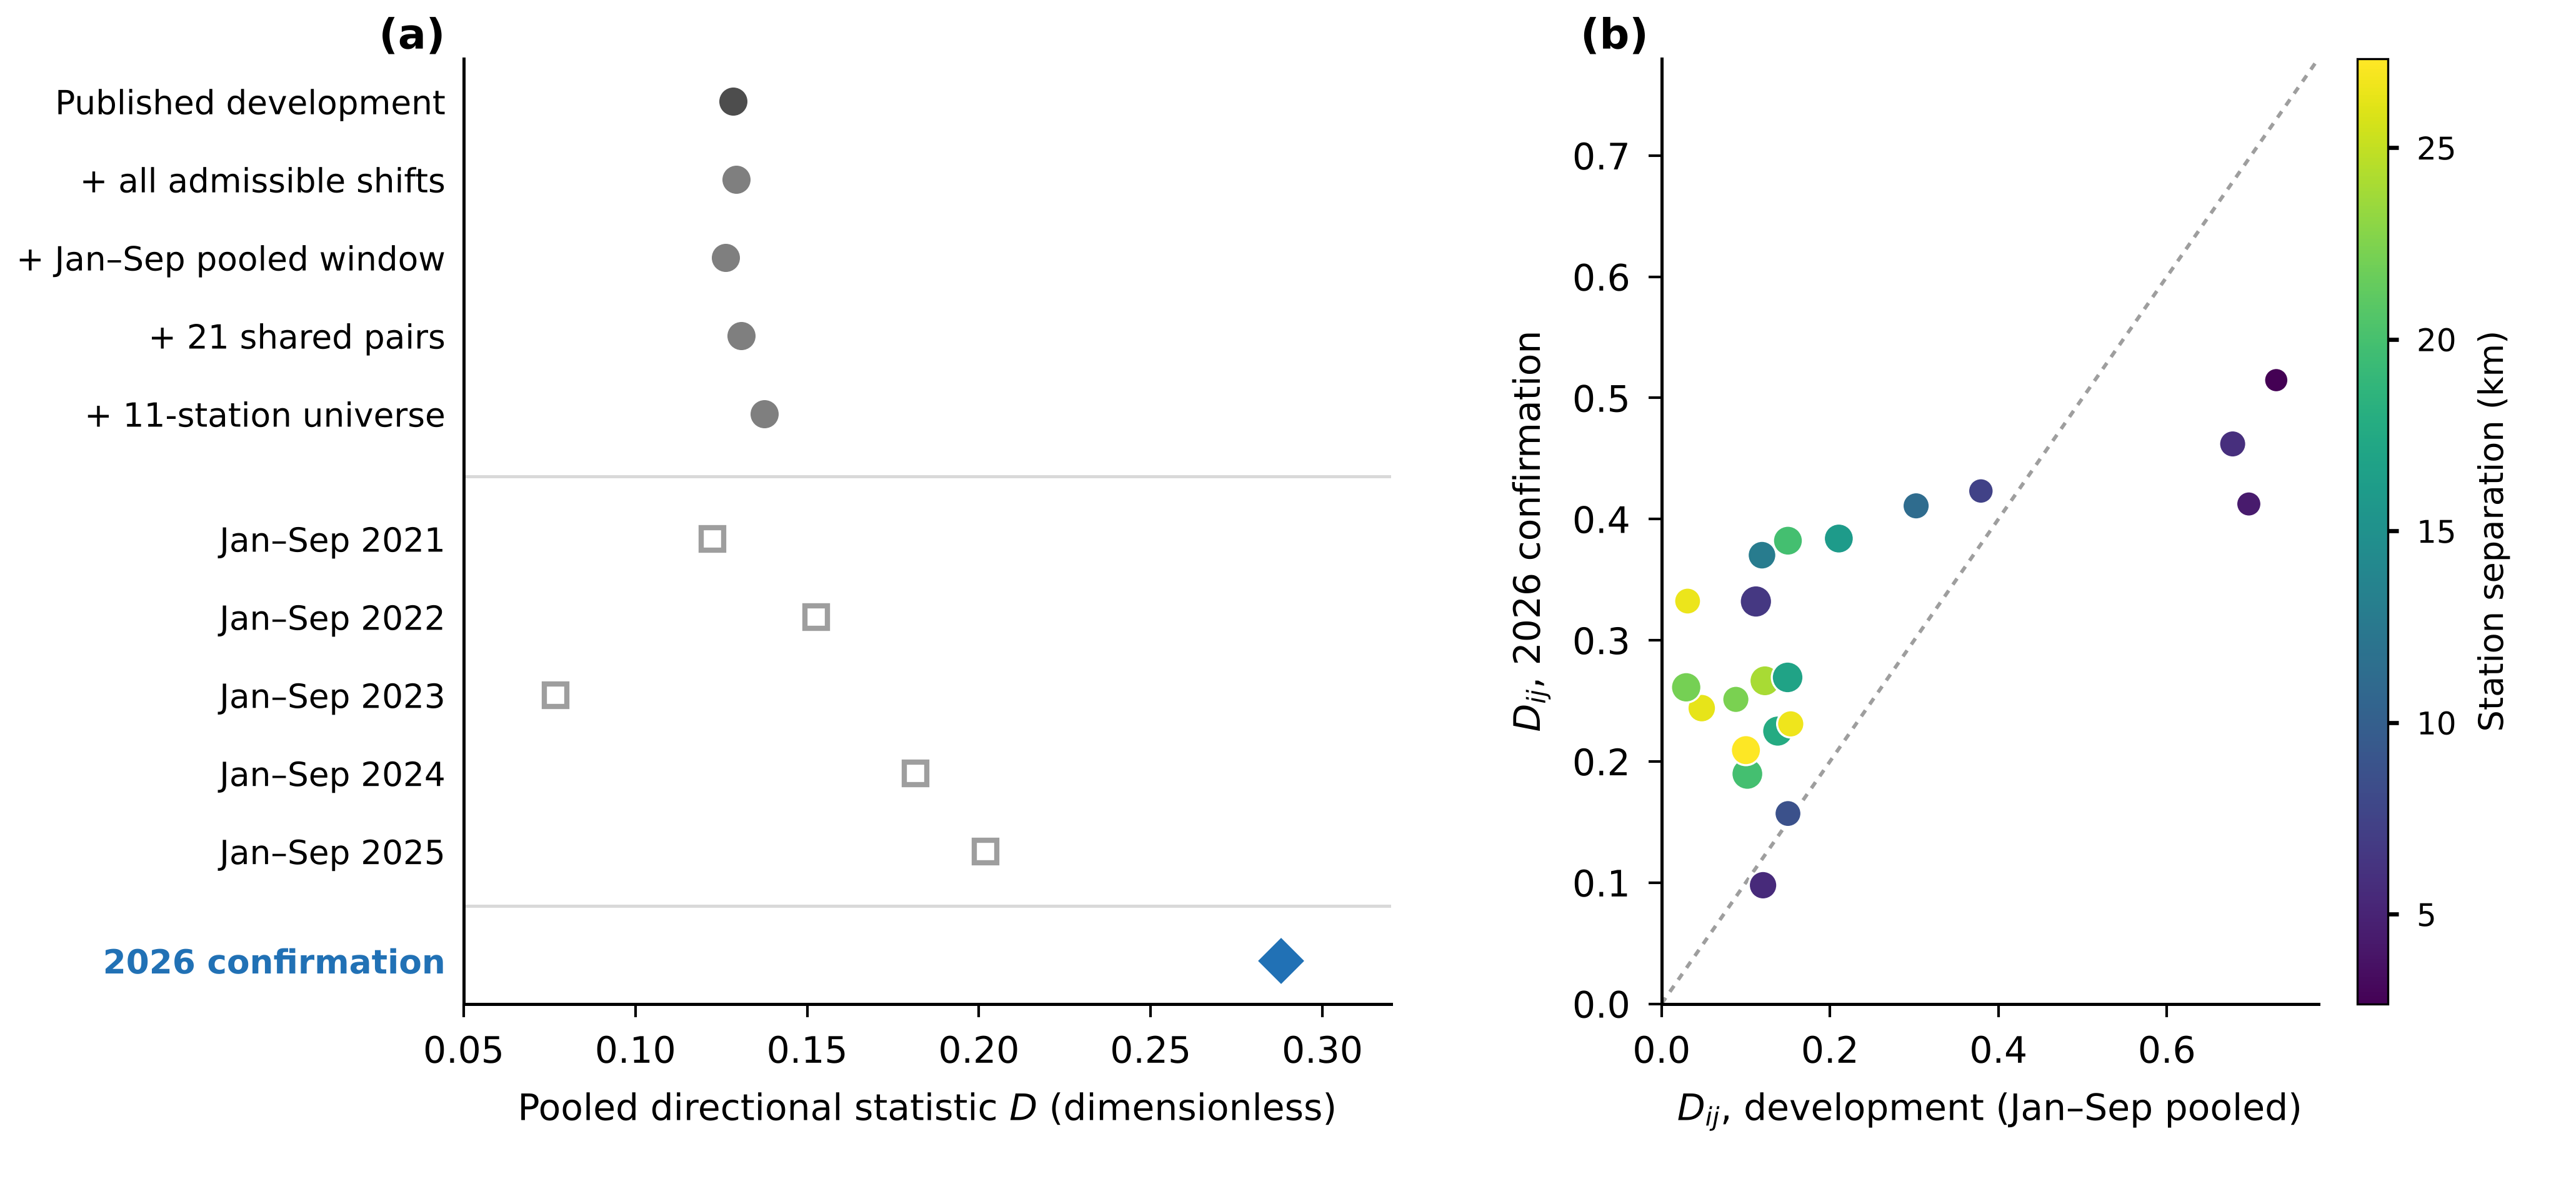 (a)
Published development
+ all admissible shifts
+ Jan–Sep pooled window
+ 21 shared pairs
+ 11-station universe
Jan–Sep 2021
Jan–Sep 2022
Jan–Sep 2023
Jan–Sep 2024
Jan–Sep 2025
2026 confirmation
0.05 0.10 0.15 0.20 0.25 0.30
Pooled directional statistic D (dimensionless)
(b)
0.7
0.6
0.5
0.4
0.3
0.2
0.1
0.0
Dij, 2026 confirmation
0.0 0.2 0.4 0.6
Dij, development (Jan–Sep pooled)
25
20
15
10
5
Station separation (km)